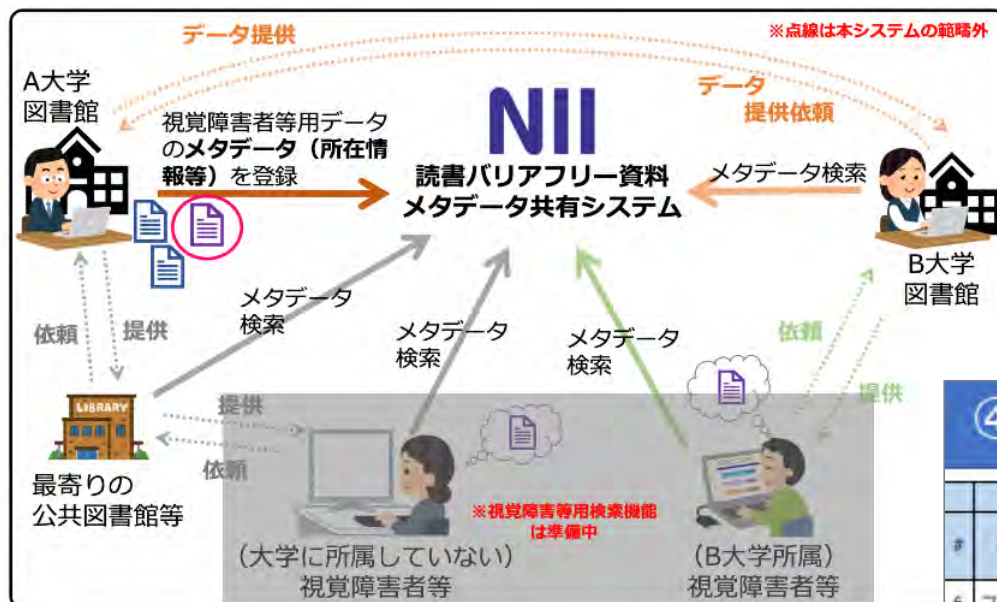 データ提供
※点線は本システムの範疇外
A大学
図書館
視覚障害者等用データ
のメタデータ（所在情
報等）を登録
NII
読書バリアフリー資料
メタデータ共有システム
データ
提供依頼
メタデータ検索
B大学
図書館
依頼
提供
メタデータ
検索
メタデータ
検索
メタデータ
検索
依頼
提供
LIBRARY
最寄りの
公共図書館等
提供
依頼
※視覚障害等用検索機能
は準備中
（大学に所属していない）
視覚障害者等
（B大学所属）
視覚障害者等
④
#